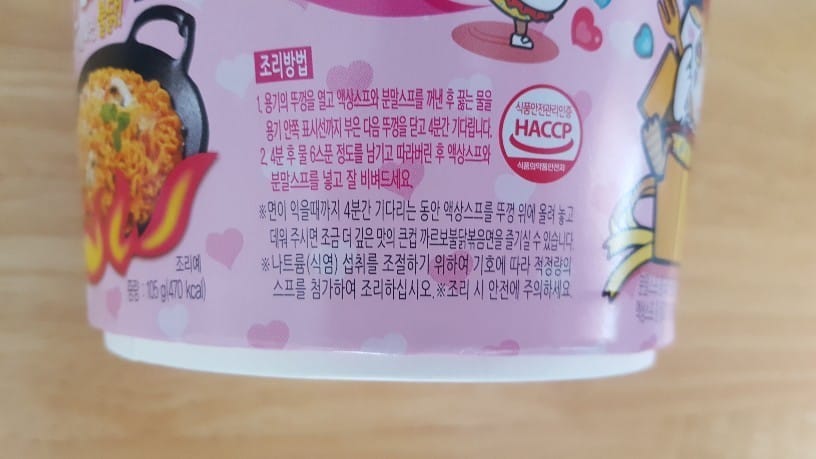 불닭
조리방법
1. 용기의 뚜껑을 열고 액상스프와 분말스프를 꺼낸 후 끓는 물을
용기 안쪽 표시선까지 부은 다음 뚜껑을 닫고 4분간 기다립니다.
2. 4분 후 물 6스푼 정도를 남기고 따라버린 후 액상스프와
분말스프를 넣고 잘 비벼드세요.
※면이 익을때까지 4분간 기다리는 동안 액상스프를 뚜껑 위에 올려 놓고
데워 주시면 조금 더 깊은 맛의 큰컵 까르보불닭볶음면을 즐기실 수 있습니다.
※나트륨(식염) 섭취를 조절하기 위하여 기호에 따라 적정량의
스프를 첨가하여 조리하십시오. ※조리 시 안전에 주의하세요.
식품안전관리인증
HACCP
식품의약품안전처
조리예
중량 : 105 g(470 kcal)